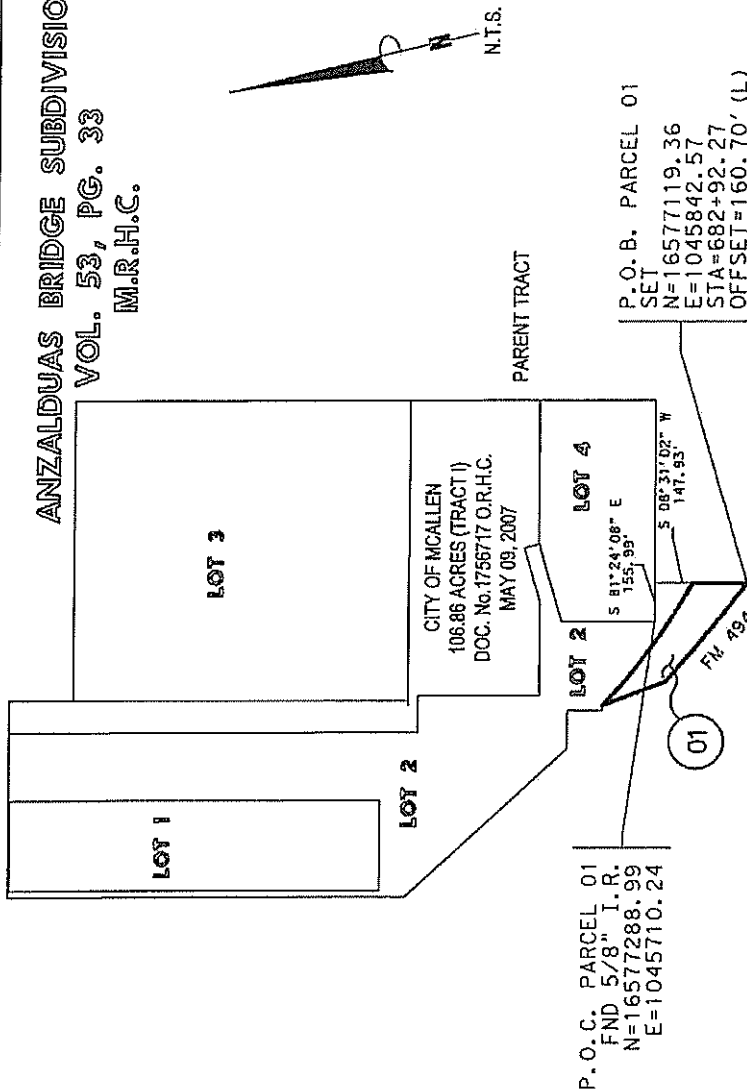 ANZALDUAS BRIDGE SUBDIVISIO
VOL. 53, PG. 33
M.R.H.C.
N
N.T.S.
LOT 3
LOT 1
LOT 2
CITY OF MCALLEN
106.86 ACRES (TRACT I)
DOC. No.1756717 O.R.H.C.
MAY 09, 2007
PARENT TRACT
LOT 2
LOT 4
S 81°24'08" E
155.99'
S 08°31'02" W
147.93'
FM 494
01
P.O.C. PARCEL 01
FND 5/8" I.R.
N=16577288.99
E=1045710.24
P.O.B. PARCEL 01
SET
N=16577119.36
E=1045842.57
STA=682+92.27
OFFSET=160.70' (L)